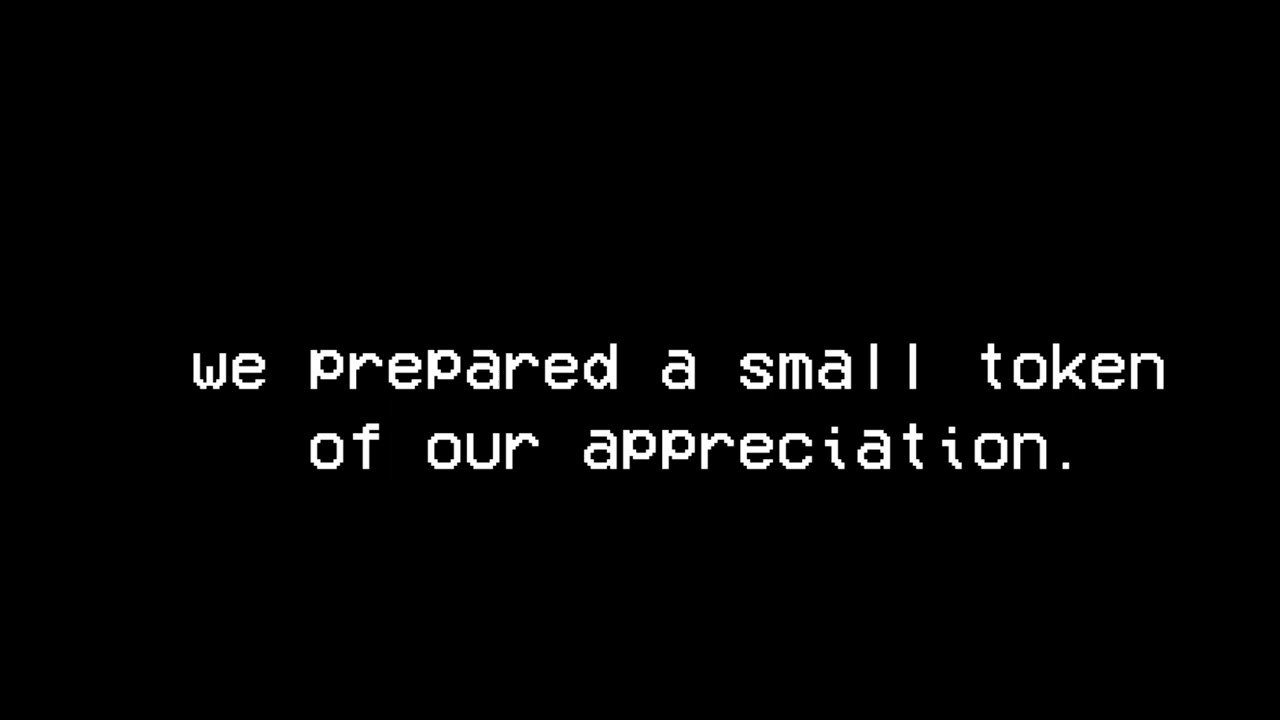 we prepared a small token
of our appreciation.